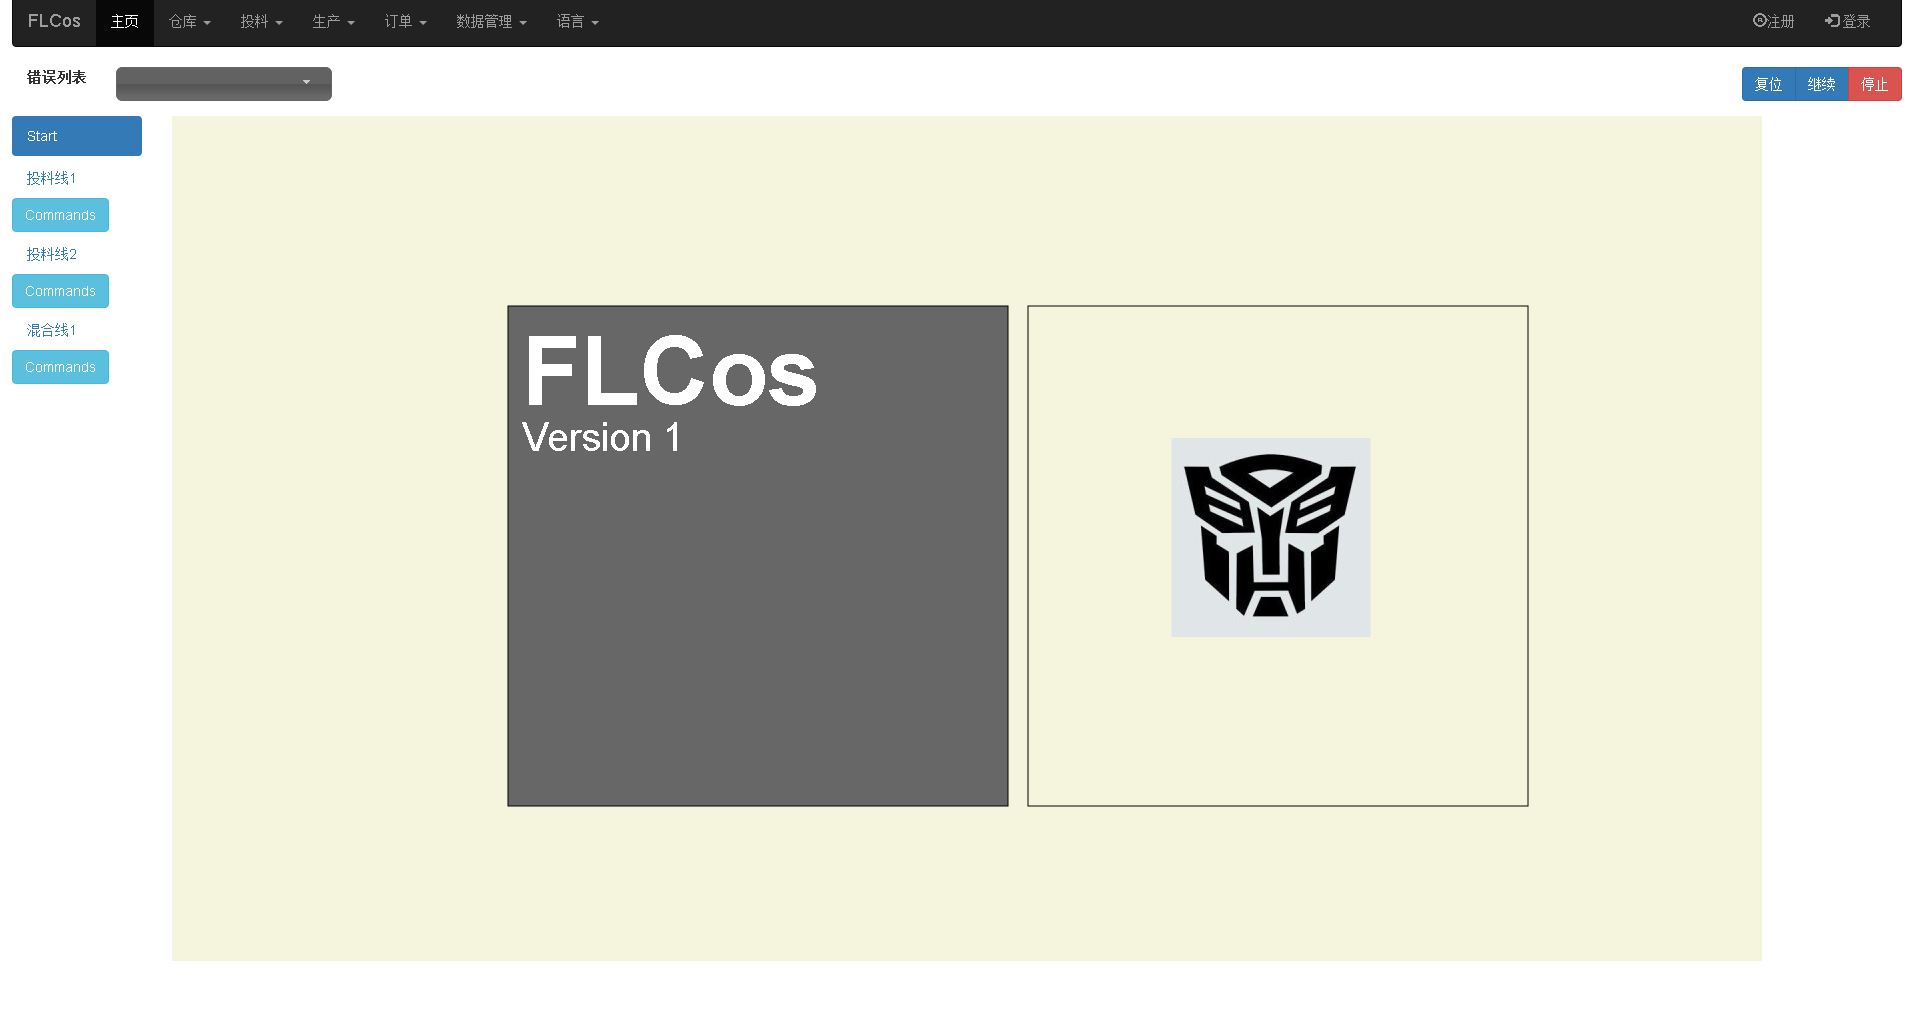 FLCos 主页 仓库 投料 生产 订单 数据管理 语言 ®注册 登录
错误列表 复位 继续 停止
Start
投料线1
Commands
投料线2
Commands
混合线1
Commands
FLCos
Version 1